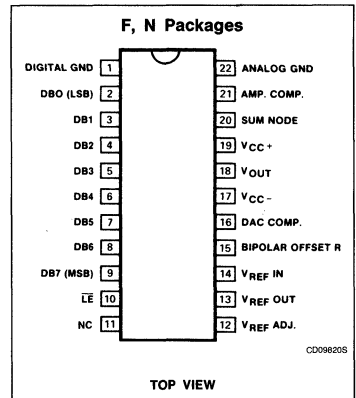 F, N Packages
DIGITAL GND 1
DBO (LSB) 2
DB1 3
DB2 4
DB3 5
DB4 6
DB5 7
DB6 8
DB7 (MSB) 9
LE 10
NC 11
22 ANALOG GND
21 AMP. COMP.
20 SUM NODE
19 VCC +
18 VOUT
17 VCC −
16 DAC COMP.
15 BIPOLAR OFFSET R
14 VREF IN
13 VREF OUT
12 VREF ADJ.
CD09820S
TOP VIEW